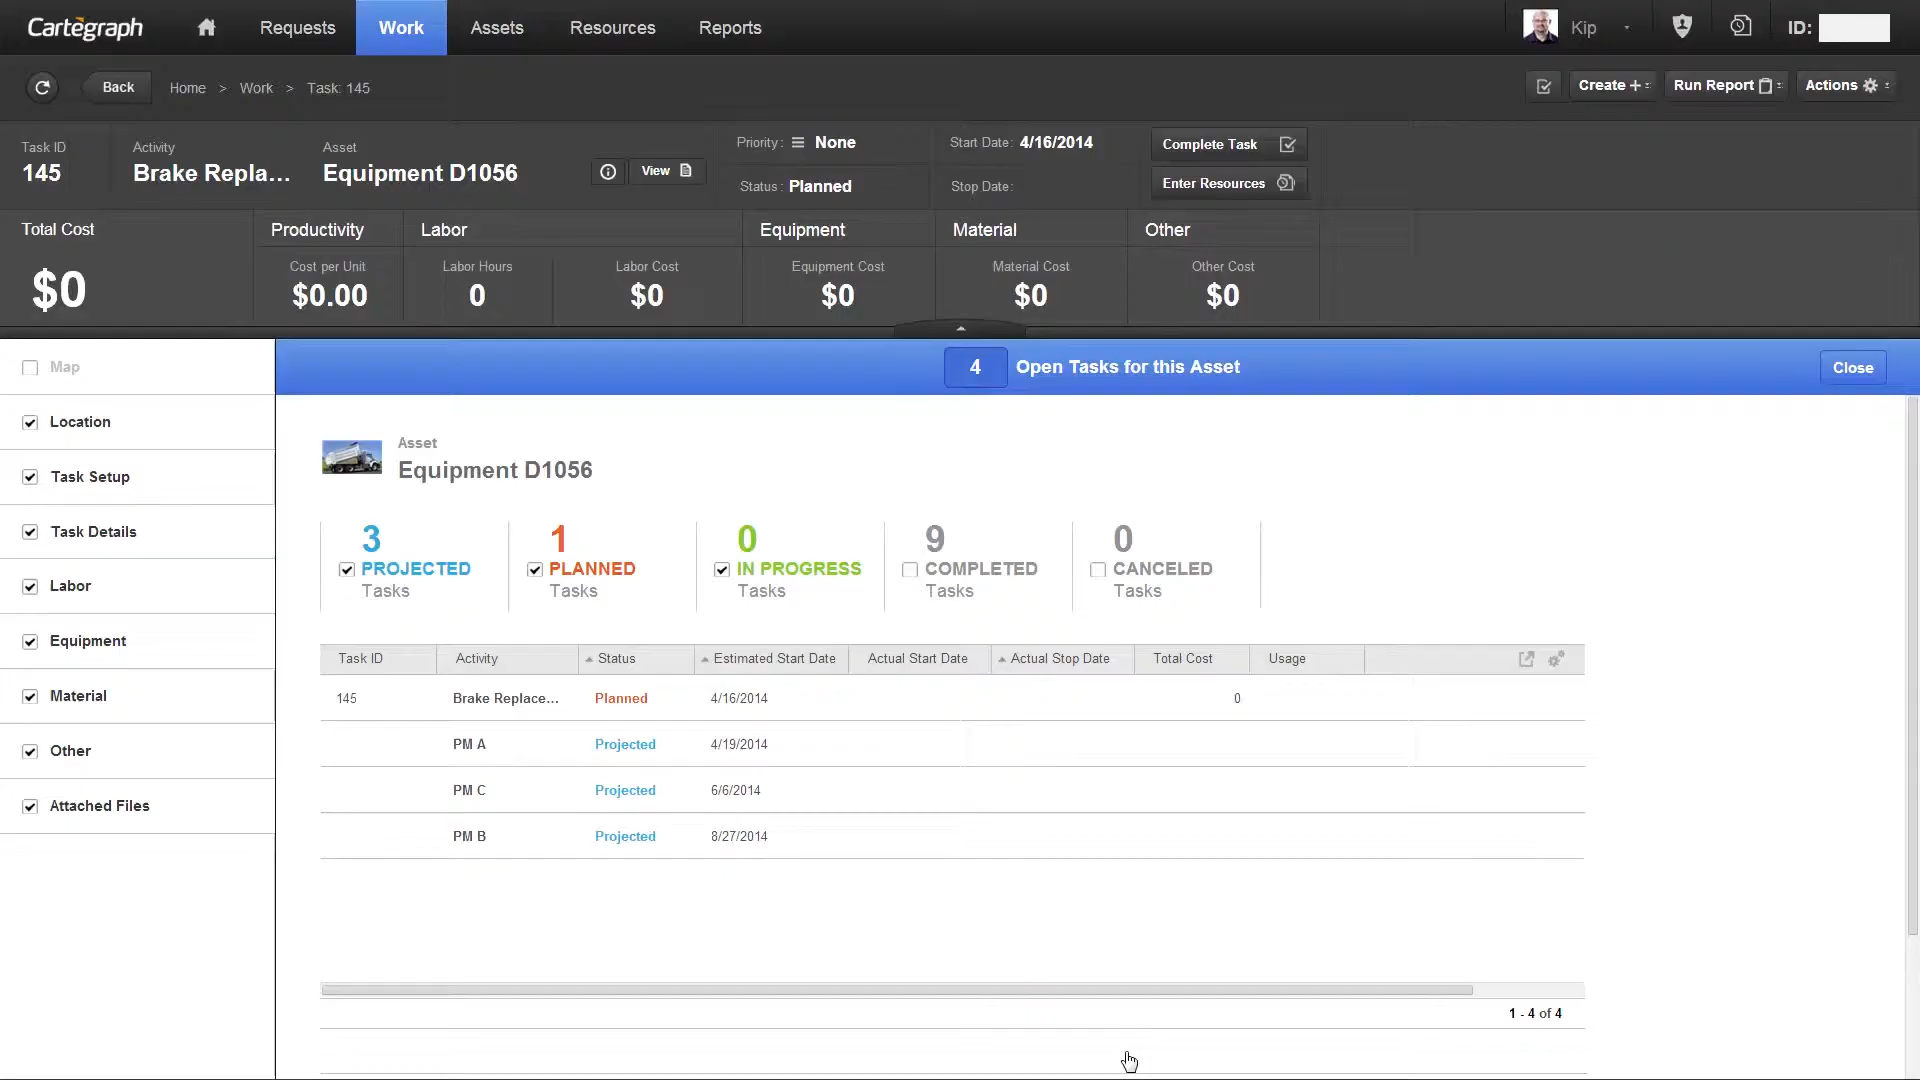 Cartegraph
Requests
Work
Assets
Resources
Reports
Kip
ID:
Back
Home > Work > Task: 145
Create +
Run Report
Actions
Task ID
145
Activity
Brake Repla...
Asset
Equipment D1056
View
Priority: None
Status: Planned
Start Date: 4/16/2014
Stop Date:
Complete Task
Enter Resources
Total Cost
$0
Productivity
Cost per Unit
$0.00
Labor
Labor Hours
0
Labor Cost
$0
Equipment
Equipment Cost
$0
Material
Material Cost
$0
Other
Other Cost
$0
Map
Location
Task Setup
Task Details
Labor
Equipment
Material
Other
Attached Files
4 Open Tasks for this Asset
Close
Asset
Equipment D1056
3
PROJECTED
Tasks
1
PLANNED
Tasks
0
IN PROGRESS
Tasks
9
COMPLETED
Tasks
0
CANCELED
Tasks
Task ID Activity Status Estimated Start Date Actual Start Date Actual Stop Date Total Cost Usage
145 Brake Replace... Planned 4/16/2014 0
PM A Projected 4/19/2014
PM C Projected 6/6/2014
PM B Projected 8/27/2014
1 - 4 of 4